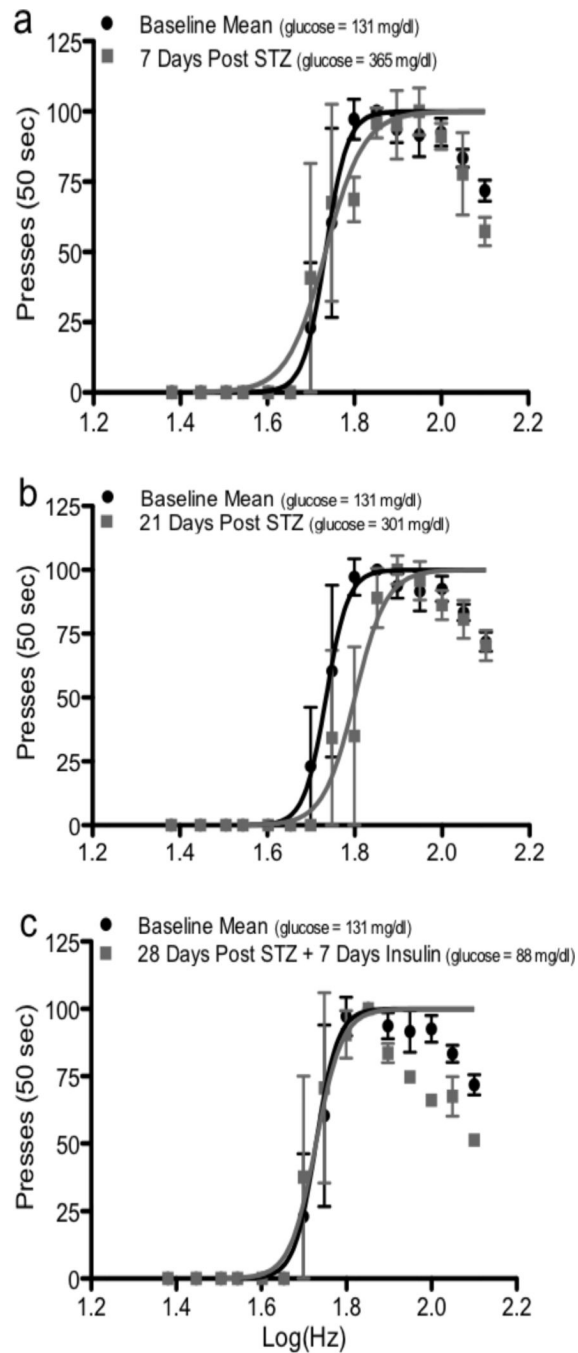 a
Baseline Mean (glucose = 131 mg/dl)
7 Days Post STZ (glucose = 365 mg/dl)
Presses (50 sec)
125
100
75
50
25
0
1.2 1.4 1.6 1.8 2.0 2.2
b
Baseline Mean (glucose = 131 mg/dl)
21 Days Post STZ (glucose = 301 mg/dl)
Presses (50 sec)
125
100
75
50
25
0
1.2 1.4 1.6 1.8 2.0 2.2
c
Baseline Mean (glucose = 131 mg/dl)
28 Days Post STZ + 7 Days Insulin (glucose = 88 mg/dl)
Presses (50 sec)
125
100
75
50
25
0
1.2 1.4 1.6 1.8 2.0 2.2
Log(Hz)